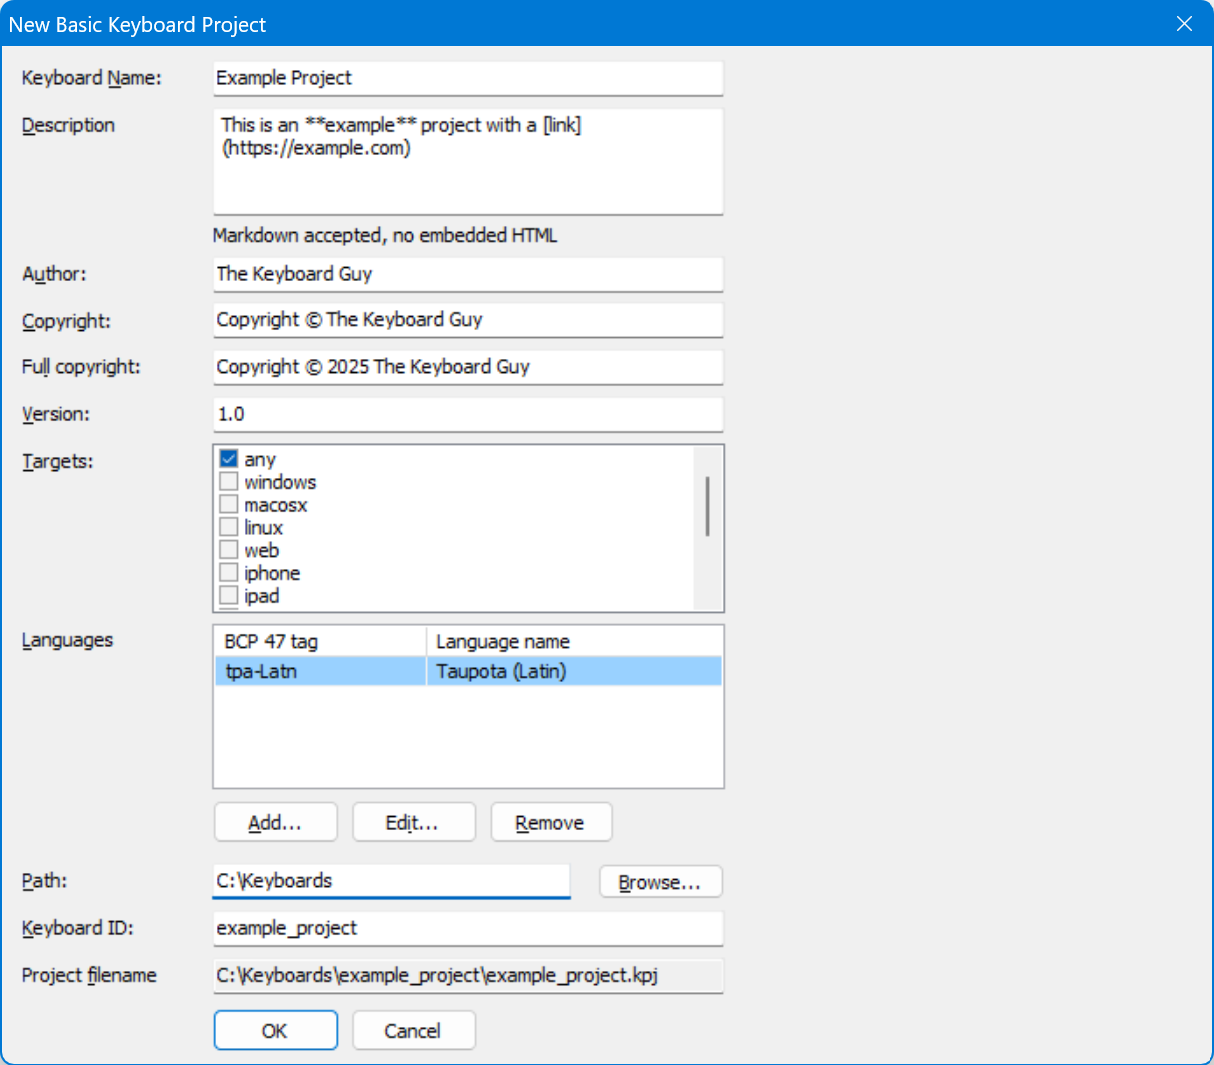 New Basic Keyboard Project
Keyboard Name: Example Project
Description This is an **example** project with a [link]
(https://example.com)
Markdown accepted, no embedded HTML
Author: The Keyboard Guy
Copyright: Copyright © The Keyboard Guy
Full copyright: Copyright © 2025 The Keyboard Guy
Version: 1.0
Targets: any
windows
macosx
linux
web
iphone
ipad
Languages BCP 47 tag Language name
tpa-Latn Taupota (Latin)
Add... Edit... Remove
Path: C:\Keyboards Browse...
Keyboard ID: example_project
Project filename C:\Keyboards\example_project\example_project.kpj
OK Cancel